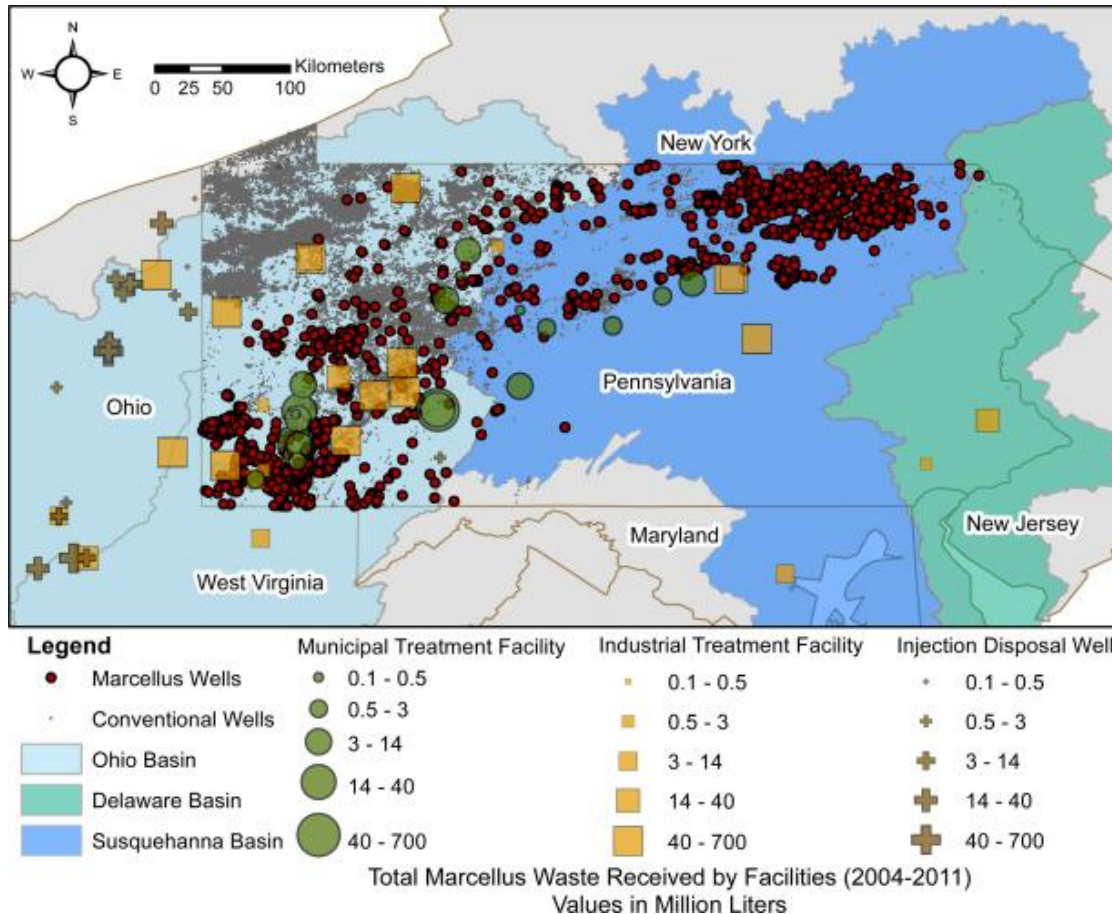 N
W E
S
Kilometers
0 25 50 100
New York
Ohio
Pennsylvania
Maryland
New Jersey
West Virginia
Legend
Marcellus Wells
Conventional Wells
Ohio Basin
Delaware Basin
Susquehanna Basin
Municipal Treatment Facility
0.1 - 0.5
0.5 - 3
3 - 14
14 - 40
40 - 700
Industrial Treatment Facility
0.1 - 0.5
0.5 - 3
3 - 14
14 - 40
40 - 700
Injection Disposal Well
0.1 - 0.5
0.5 - 3
3 - 14
14 - 40
40 - 700
Total Marcellus Waste Received by Facilities (2004-2011)
Values in Million Liters